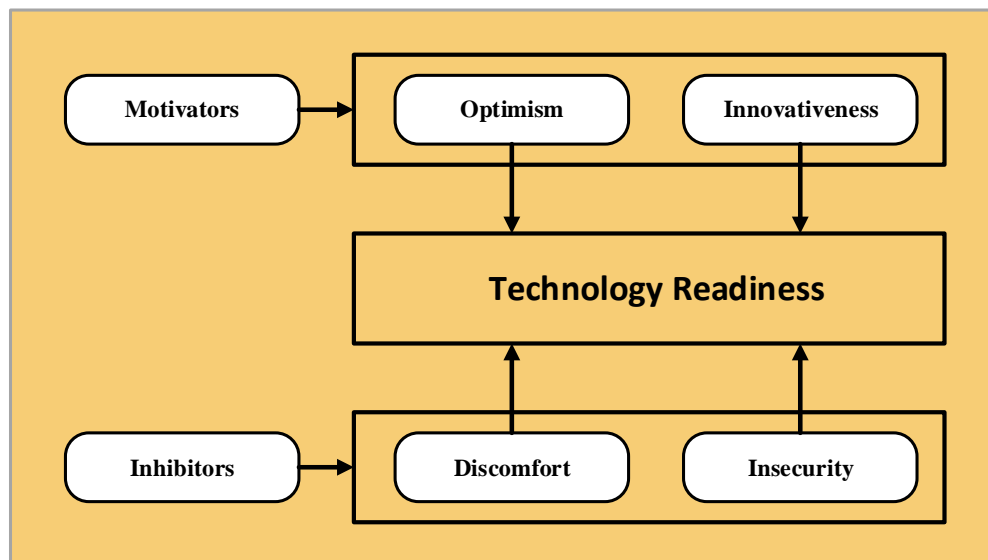 Motivators
Optimism
Innovativeness
Technology Readiness
Inhibitors
Discomfort
Insecurity